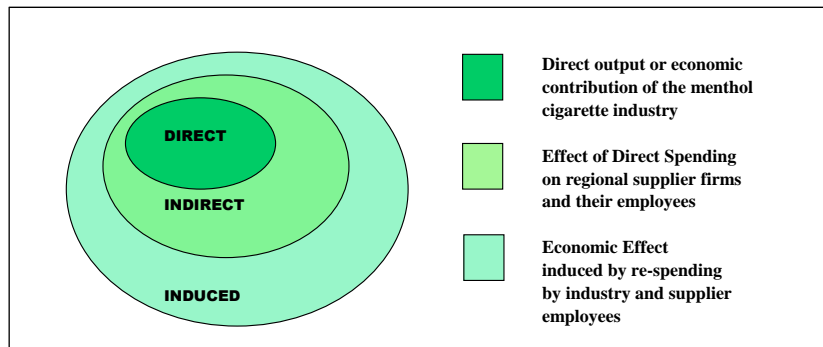 DIRECT
INDIRECT
INDUCED
Direct output or economic
contribution of the menthol
cigarette industry
Effect of Direct Spending
on regional supplier firms
and their employees
Economic Effect
induced by re-spending
by industry and supplier
employees